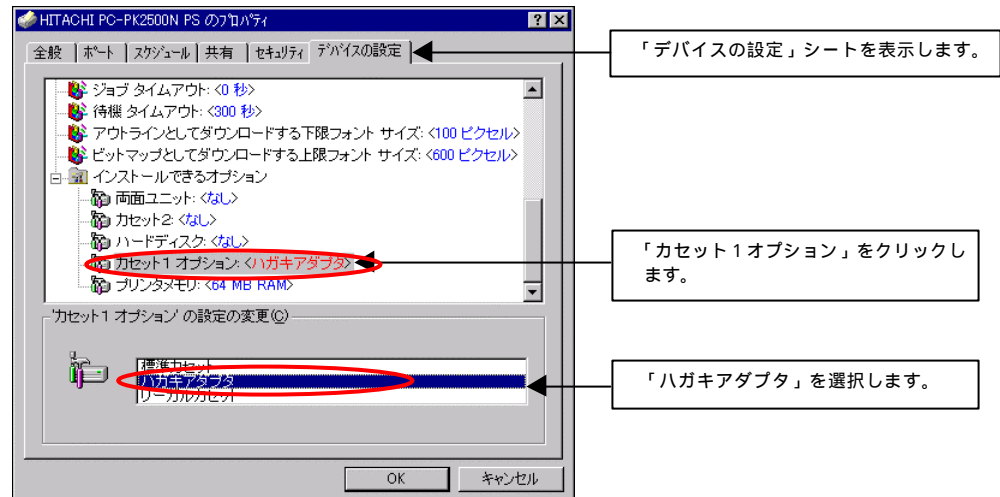 HITACHI PC-PK2500N PS のプロパティ
全般 ポート スケジュール 共有 セキュリティ デバイスの設定
ジョブ タイムアウト: <0 秒>
待機 タイムアウト: <300 秒>
アウトラインとしてダウンロードする下限フォント サイズ: <100 ピクセル>
ビットマップとしてダウンロードする上限フォント サイズ: <600 ピクセル>
インストールできるオプション
両面ユニット: <なし>
カセット2: <なし>
ハードディスク: <なし>
カセット1 オプション: <ハガキアダプタ>
プリンタメモリ: <64 MB RAM>
'カセット1 オプション' の設定の変更(C)
標準カセット
ハガキアダプタ
リーガルカセット
OK キャンセル
「デバイスの設定」シートを表示します。
「カセット1オプション」をクリックし
ます。
「ハガキアダプタ」を選択します。